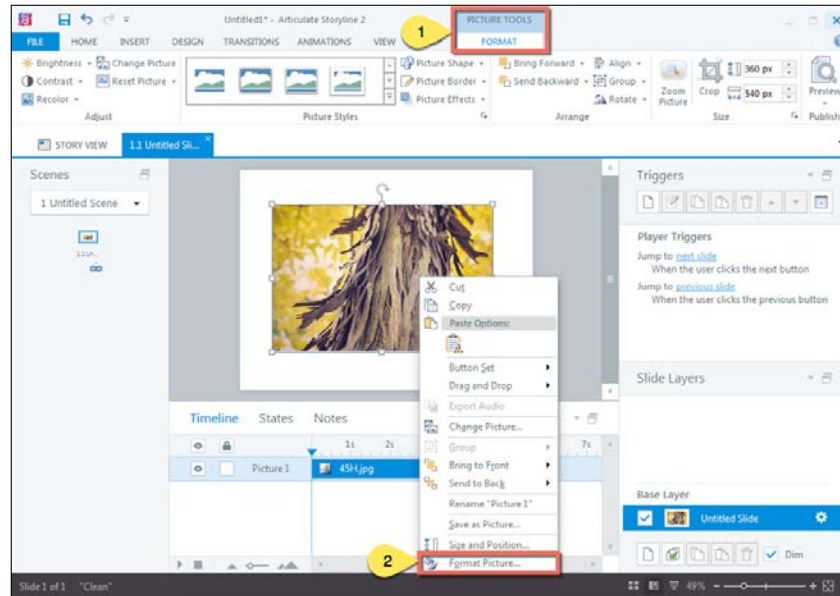 Untitled1* - Articulate Storyline 2
PICTURE TOOLS
1
FILE HOME INSERT DESIGN TRANSITIONS ANIMATIONS VIEW FORMAT
Brightness Change Picture Picture Shape Bring Forward Align 360 px
Contrast Reset Picture Picture Border Send Backward Group Zoom Picture Crop 540 px Preview
Recolor Picture Effects Rotate
Adjust Picture Styles Arrange Size Publish
STORY VIEW 1.1 Untitled Sli...
Scenes
1 Untitled Scene
Triggers
Player Triggers
Jump to next slide
When the user clicks the next button
Jump to previous slide
When the user clicks the previous button
Cut
Copy
Paste Options:
Button Set
Drag and Drop
Export Audio
Change Picture...
Group
Bring to Front
Send to Back
Rename "Picture 1"
Save as Picture...
Size and Position...
2
Format Picture...
Slide Layers
Timeline States Notes
1s 2s 7s
Picture 1 45H.jpg
Base Layer
Untitled Slide
Dim
Slide 1 of 1 "Clean" 49%